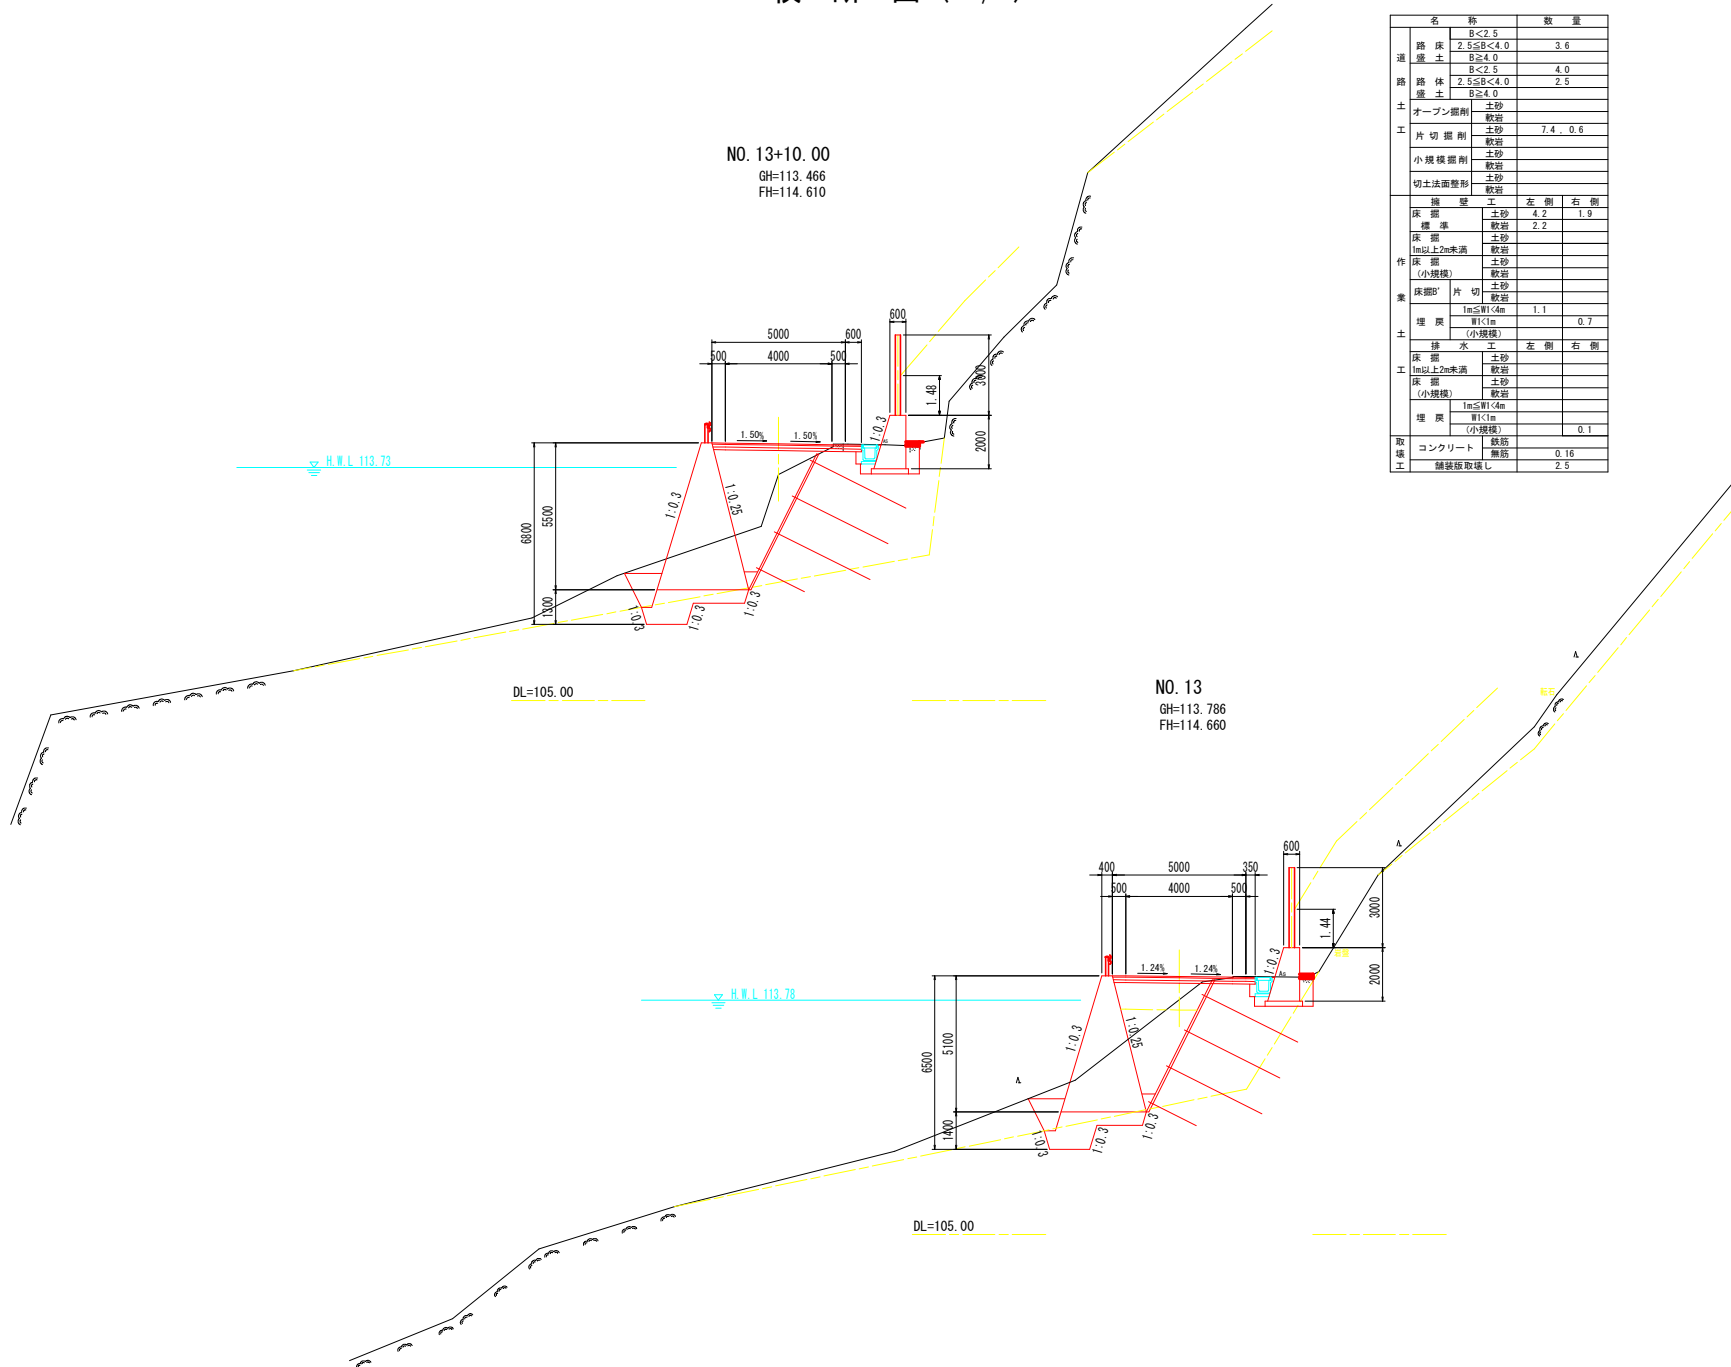 名 称 数 量
道 路 土 工
路 床 盛 土
B<2.5
2.5≦B<4.0 3.6
B≧4.0
路 体 盛 土
B<2.5 4.0
2.5≦B<4.0 2.5
B≧4.0
オープン掘削 土砂
軟岩
片 切 掘 削 土砂 7.4 . 0.6
軟岩
小 規 模 掘 削 土砂
軟岩
切土法面整形 土砂
軟岩
作 業 土 工
擁 壁 工 左 側 右 側
床 掘 標 準 土砂 4.2 1.9
軟岩 2.2
床 掘 1m以上2m未満 土砂
軟岩
床 掘 (小規模) 土砂
軟岩
床掘B' 片 切 土砂
軟岩
埋 戻 1m≦W1<4m 1.1
W1<1m 0.7
(小規模)
排 水 工 左 側 右 側
床 掘 1m以上2m未満 土砂
軟岩
床 掘 (小規模) 土砂
軟岩
埋 戻 1m≦W1<4m
W1<1m
(小規模) 0.1
取 壊 工
コンクリート 鉄筋
無筋 0.16
舗装版取壊し 2.5
NO. 13+10.00
GH=113.466
FH=114.610
600
5000 600
500 4000 500
3000
1.48
2000
1:0.3
As
1.50% 1.50%
H.W.L 113.73
1:0.3
1:0.25
6800
5500
1300
1:0.3
1:0.3
1:0.3
DL=105.00
NO. 13
GH=113.786
FH=114.660
600
400 5000 350
500 4000 500
3000
1.44
2000
1:0.3
As
1.24% 1.24%
H.W.L 113.78
1:0.3
1:0.25
6500
5100
1400
1:0.3
1:0.3
1:0.3
DL=105.00